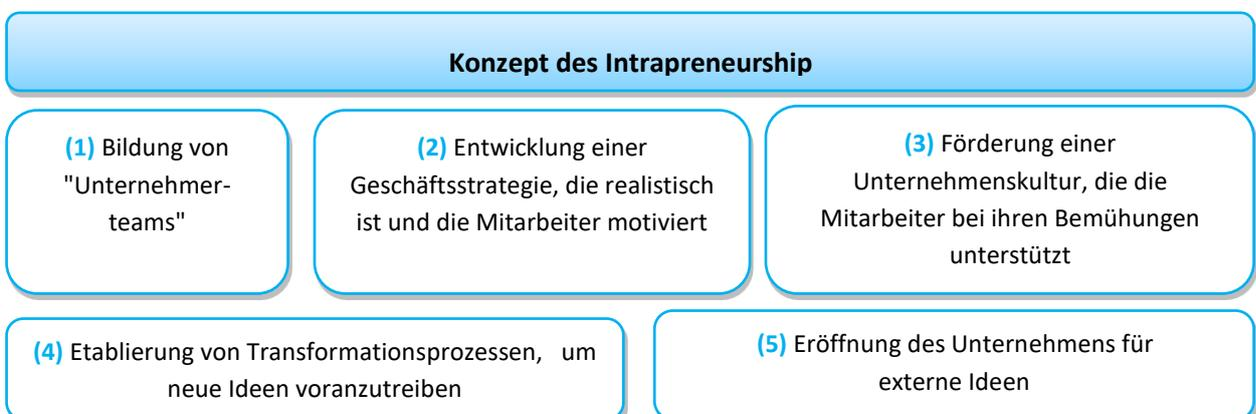 Konzept des Intrapreneurship
(1) Bildung von
"Unternehmer-
teams"
(2) Entwicklung einer
Geschäftsstrategie, die realistisch
ist und die Mitarbeiter motiviert
(3) Förderung einer
Unternehmenskultur, die die
Mitarbeiter bei ihren Bemühungen
unterstützt
(4) Etablierung von Transformationsprozessen, um
neue Ideen voranzutreiben
(5) Eröffnung des Unternehmens für
externe Ideen